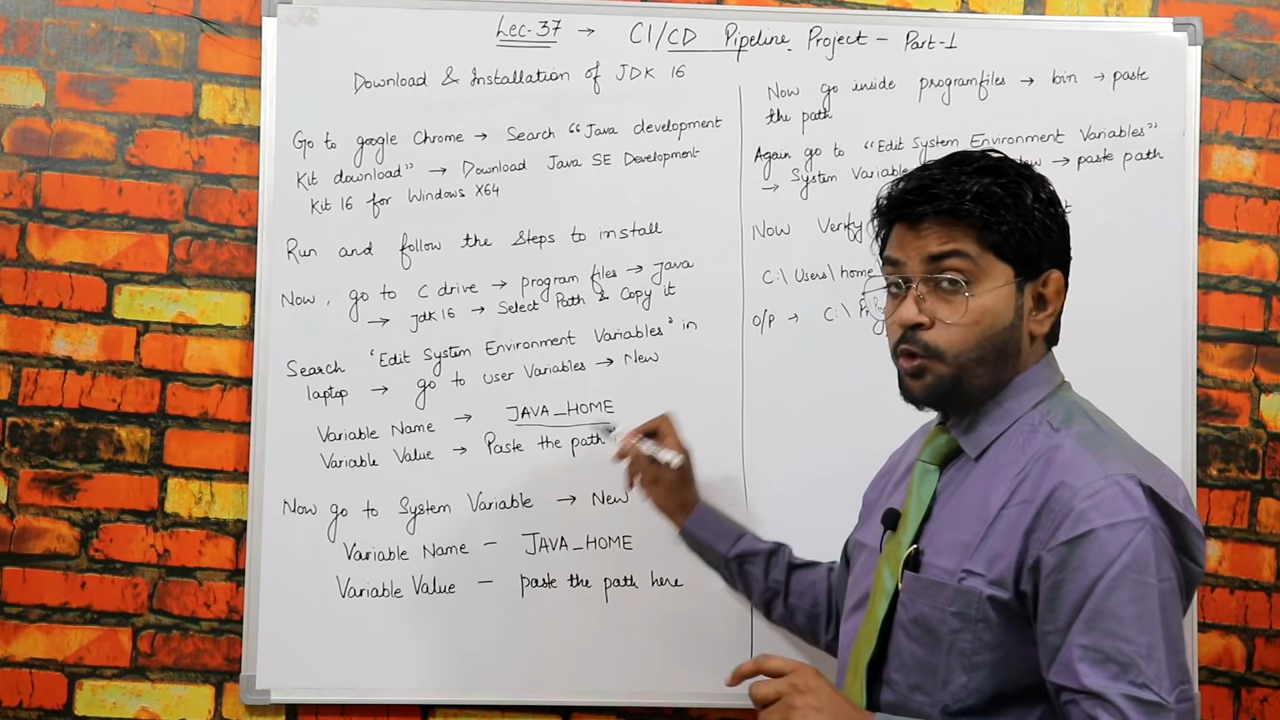 Lec-37 → CI/CD Pipeline Project - Part-1
Download & Installation of JDK 16
Go to google Chrome → Search "Java development
Kit download" → Download Java SE Development
Kit 16 for Windows X64
Run and follow the Steps to install
Now, go to C drive → program files → Java
→ Jdk 16 → Select Path & Copy it
Search 'Edit System Environment Variables' in
laptop → go to user Variables → New
Variable Name → JAVA_HOME
Variable Value → Paste the path
Now go to System Variable → New
Variable Name - JAVA_HOME
Variable Value - paste the path here
Now go inside programfiles → bin → paste
the path
Again go to "Edit System Environment Variables"
→ System Variable → paste path
Now Verify
C:\Users\home
O/P → C:\